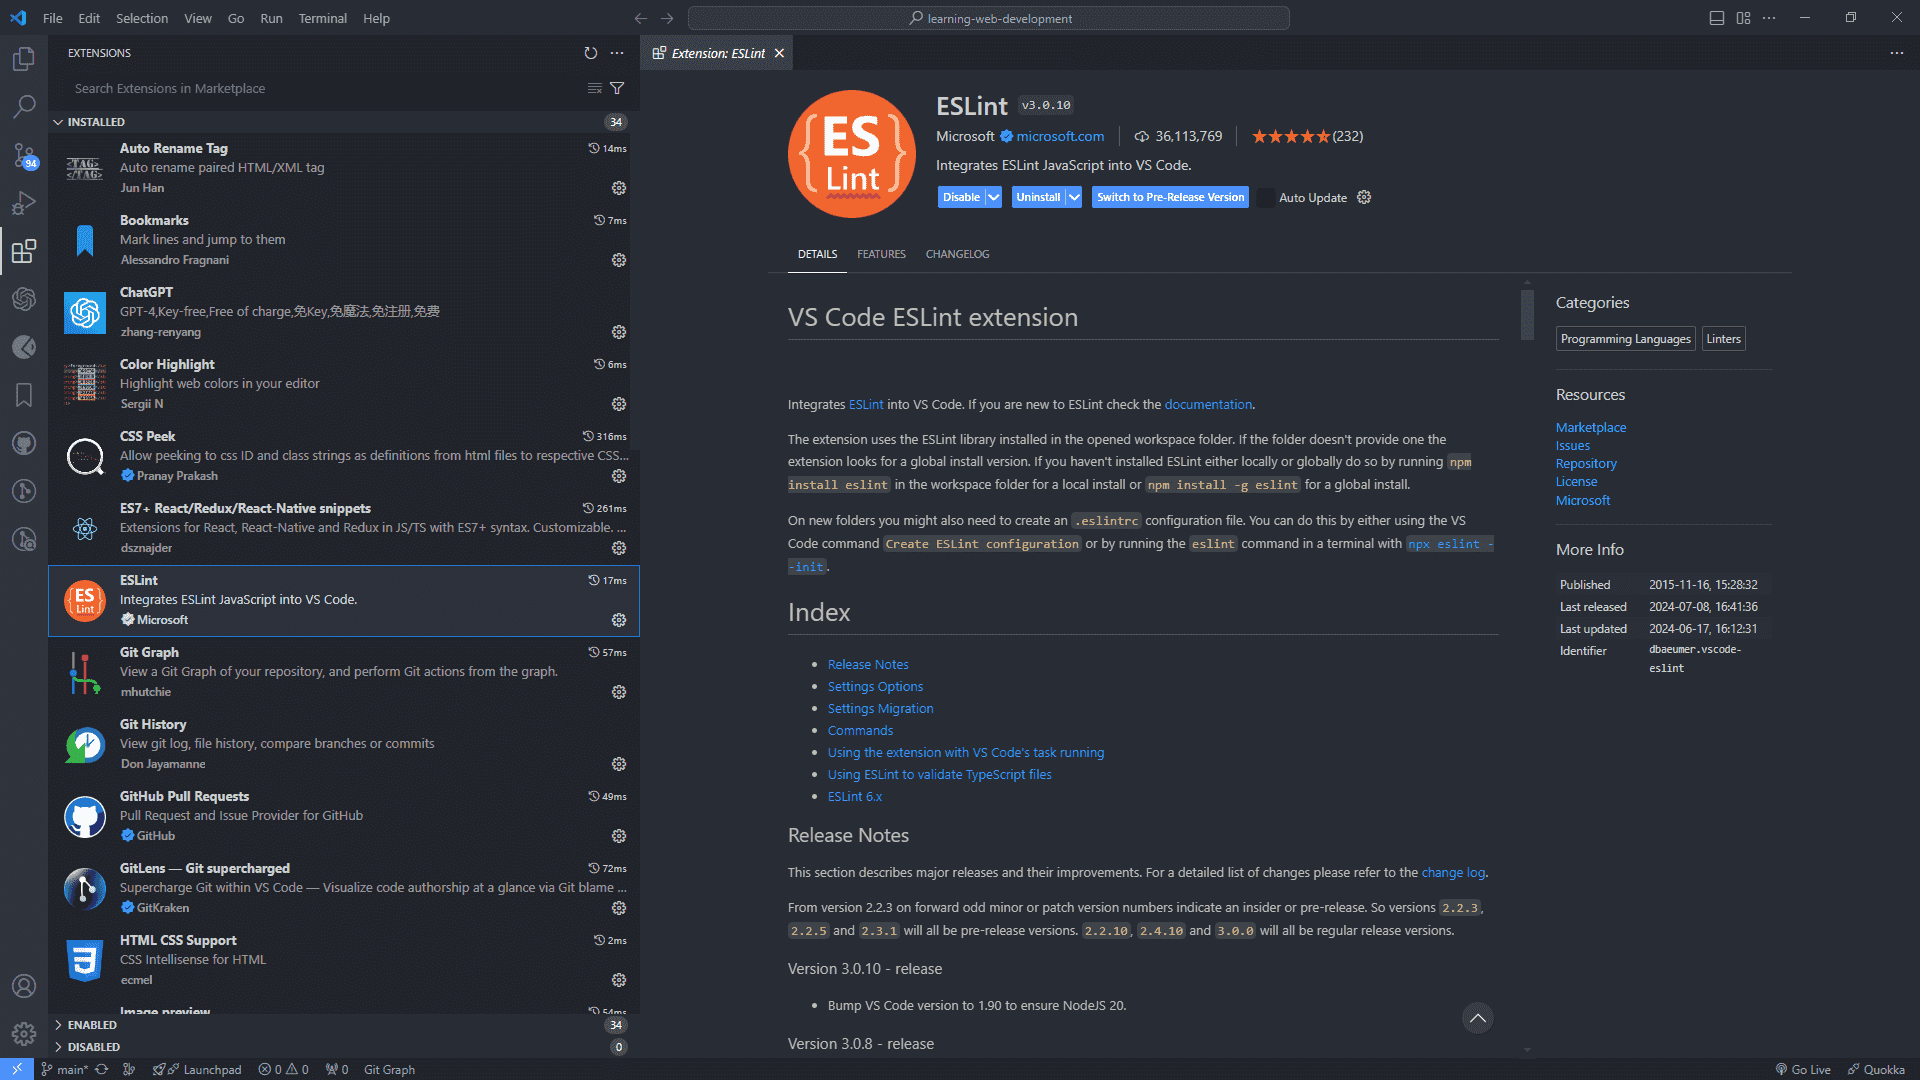 File Edit Selection View Go Run Terminal Help
learning-web-development
EXTENSIONS
Search Extensions in Marketplace
INSTALLED 34
Auto Rename Tag 14ms
Auto rename paired HTML/XML tag
Jun Han
Bookmarks 7ms
Mark lines and jump to them
Alessandro Fragnani
ChatGPT
GPT-4,Key-free,Free of charge,免Key,免魔法,免注册,免费
zhang-renyang
Color Highlight 6ms
Highlight web colors in your editor
Sergii N
CSS Peek 316ms
Allow peeking to css ID and class strings as definitions from html files to respective CSS...
Pranay Prakash
ES7+ React/Redux/React-Native snippets 261ms
Extensions for React, React-Native and Redux in JS/TS with ES7+ syntax. Customizable. ...
dsznajder
ESLint 17ms
Integrates ESLint JavaScript into VS Code.
Microsoft
Git Graph 57ms
View a Git Graph of your repository, and perform Git actions from the graph.
mhutchie
Git History
View git log, file history, compare branches or commits
Don Jayamanne
GitHub Pull Requests 49ms
Pull Request and Issue Provider for GitHub
GitHub
GitLens — Git supercharged 72ms
Supercharge Git within VS Code — Visualize code authorship at a glance via Git blame ...
GitKraken
HTML CSS Support 2ms
CSS Intellisense for HTML
ecmel
Image preview 54ms
ENABLED 34
DISABLED 0
94
<TAG>
</TAG>
ES
Lint
Extension: ESLint
ES
Lint
ESLint v3.0.10
Microsoft microsoft.com 36,113,769 (232)
Integrates ESLint JavaScript into VS Code.
Disable Uninstall Switch to Pre-Release Version Auto Update
DETAILS FEATURES CHANGELOG
VS Code ESLint extension
Integrates ESLint into VS Code. If you are new to ESLint check the documentation.
The extension uses the ESLint library installed in the opened workspace folder. If the folder doesn't provide one the
extension looks for a global install version. If you haven't installed ESLint either locally or globally do so by running npm
install eslint in the workspace folder for a local install or npm install -g eslint for a global install.
On new folders you might also need to create an .eslintrc configuration file. You can do this by either using the VS
Code command Create ESLint configuration or by running the eslint command in a terminal with npx eslint -
-init.
Index
Release Notes
Settings Options
Settings Migration
Commands
Using the extension with VS Code's task running
Using ESLint to validate TypeScript files
ESLint 6.x
Release Notes
This section describes major releases and their improvements. For a detailed list of changes please refer to the change log.
From version 2.2.3 on forward odd minor or patch version numbers indicate an insider or pre-release. So versions 2.2.3,
2.2.5 and 2.3.1 will all be pre-release versions. 2.2.10, 2.4.10 and 3.0.0 will all be regular release versions.
Version 3.0.10 - release
Bump VS Code version to 1.90 to ensure NodeJS 20.
Version 3.0.8 - release
Categories
Programming Languages Linters
Resources
Marketplace
Issues
Repository
License
Microsoft
More Info
Published 2015-11-16, 15:28:32
Last released 2024-07-08, 16:41:36
Last updated 2024-06-17, 16:12:31
Identifier dbaeumer.vscode-
eslint
main* Launchpad 0 0 0 Git Graph
Go Live Quokka